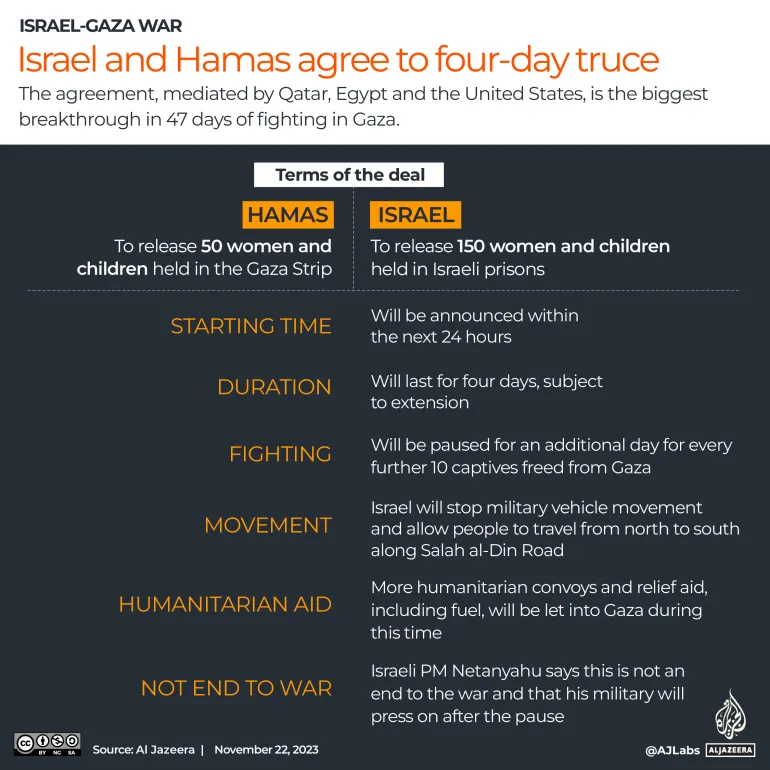 ISRAEL-GAZA WAR
Israel and Hamas agree to four-day truce
The agreement, mediated by Qatar, Egypt and the United States, is the biggest
breakthrough in 47 days of fighting in Gaza.
Terms of the deal
HAMAS
To release 50 women and
children held in the Gaza Strip
ISRAEL
To release 150 women and children
held in Israeli prisons
STARTING TIME
Will be announced within
the next 24 hours
DURATION
Will last for four days, subject
to extension
FIGHTING
Will be paused for an additional day for every
further 10 captives freed from Gaza
MOVEMENT
Israel will stop military vehicle movement
and allow people to travel from north to south
along Salah al-Din Road
HUMANITARIAN AID
More humanitarian convoys and relief aid,
including fuel, will be let into Gaza during
this time
NOT END TO WAR
Israeli PM Netanyahu says this is not an
end to the war and that his military will
press on after the pause
cc
BY NC SA
Source: Al Jazeera | November 22, 2023
@AJLabs
ALJAZEERA